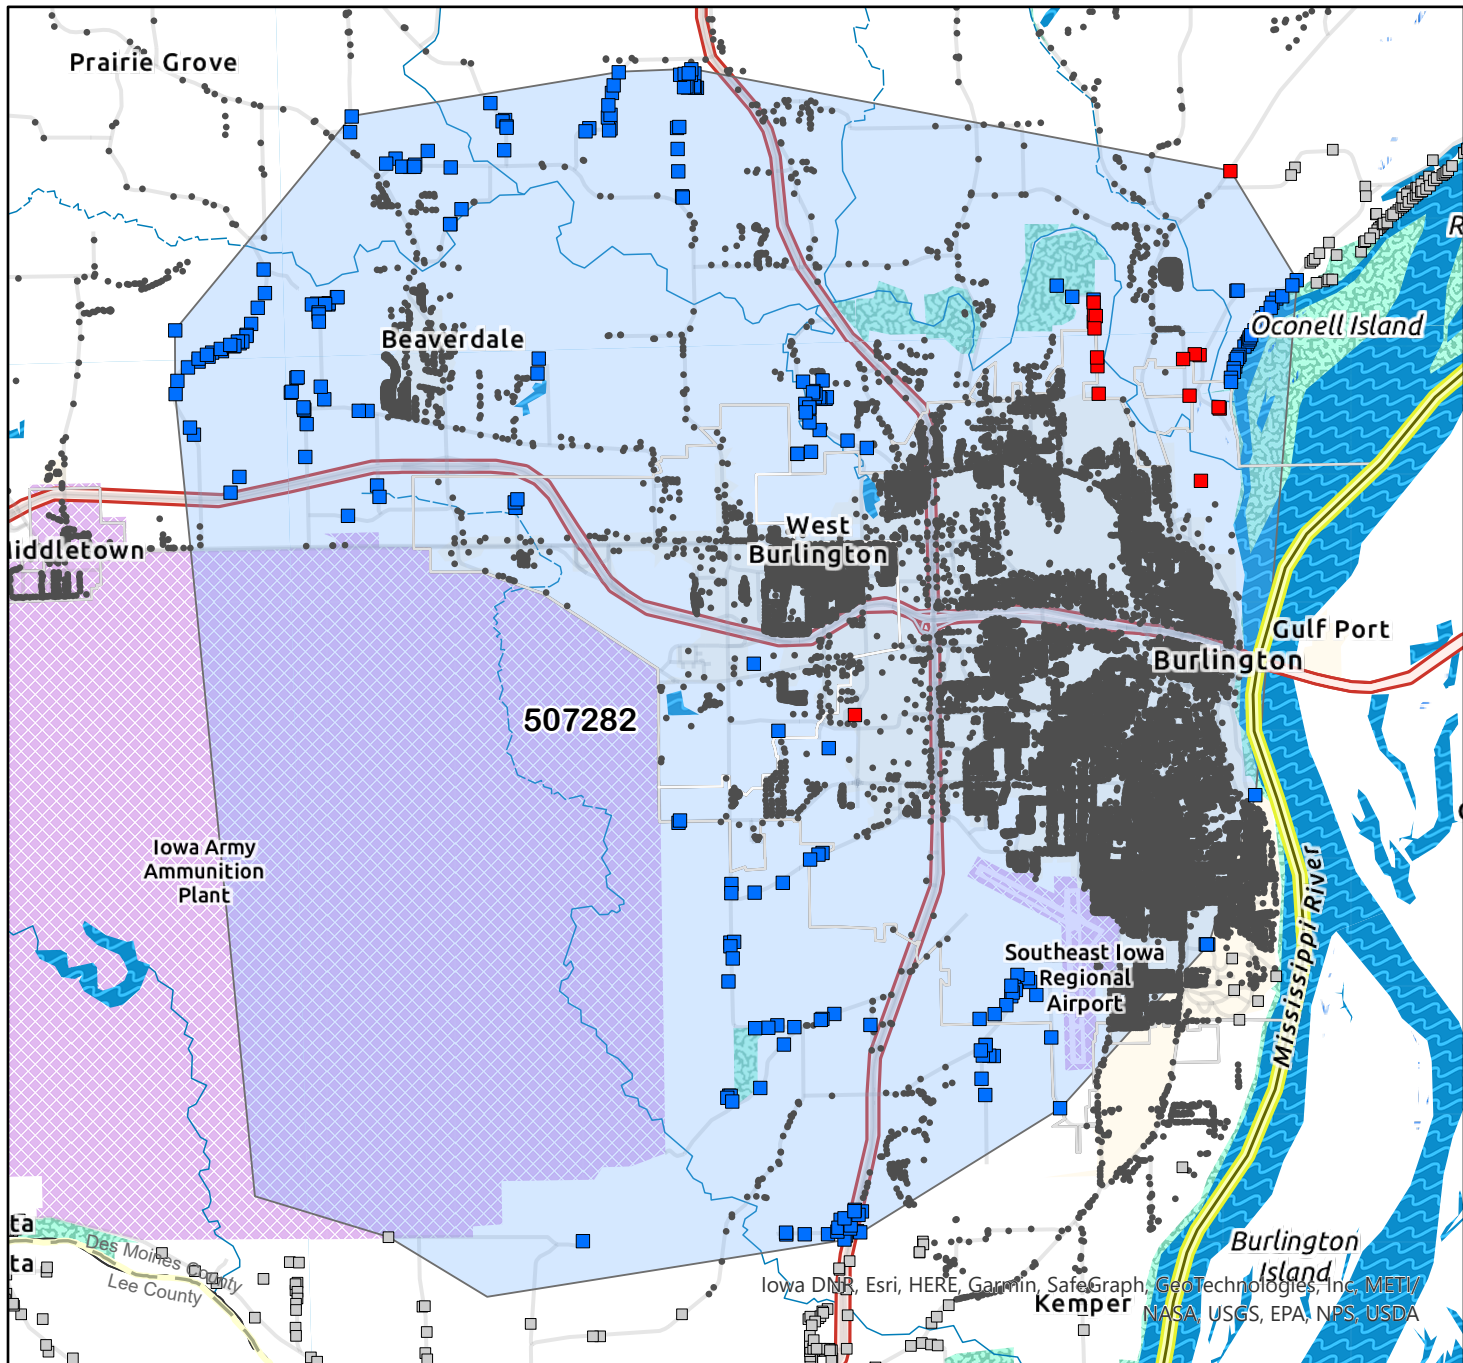 Prairie Grove
R
Oconell Island
Beaverdale
West
Burlington
iddletown
Gulf Port
Burlington
507282
Iowa Army
Ammunition
Plant
Mississippi River
Southeast Iowa
Regional
Airport
ta
Des Moines County
Lee County
ta
Burlington
Island
Kemper
Iowa DNR, Esri, HERE, Garmin, SafeGraph, GeoTechnologies, Inc, METI/
NASA, USGS, EPA, NPS, USDA